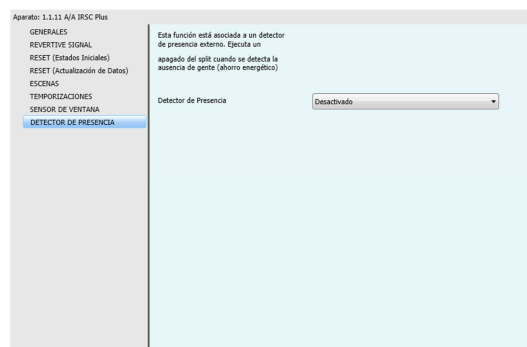 Aparato: 1.1.11 A/A IRSC Plus
GENERALES
REVERTIVE SIGNAL
RESET (Estados Iniciales)
RESET (Actualización de Datos)
ESCENAS
TEMPORIZACIONES
SENSOR DE VENTANA
DETECTOR DE PRESENCIA
Esta función está asociada a un detector
de presencia externo. Ejecuta un
apagado del split cuando se detecta la
ausencia de gente (ahorro energético)
Detector de Presencia
Desactivado